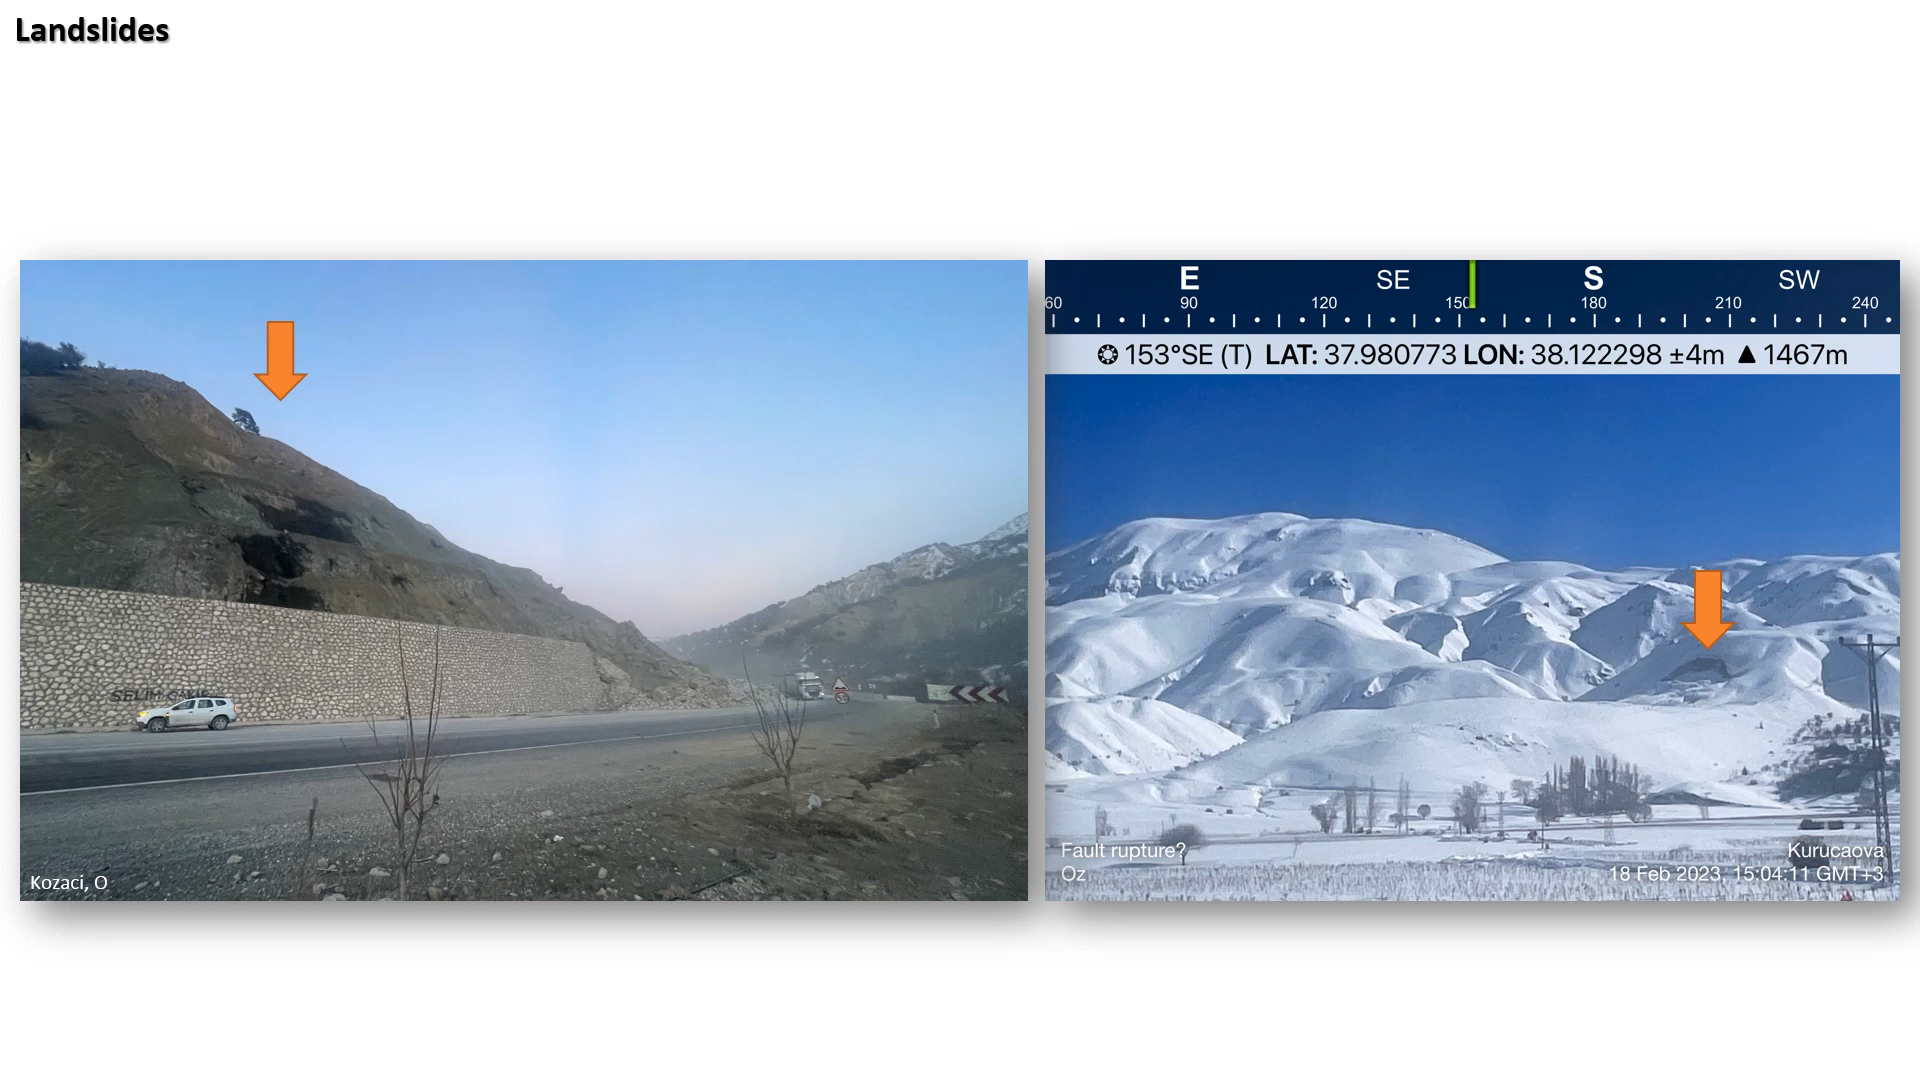 Landslides
SELIM
Kozaci, O
E SE S SW
60 90 120 150 180 210 240
153°SE (T) LAT: 37.980773 LON: 38.122298 ±4m ▲ 1467m
Fault rupture?
Oz
Kurucaova
18 Feb 2023, 15:04:11 GMT+3